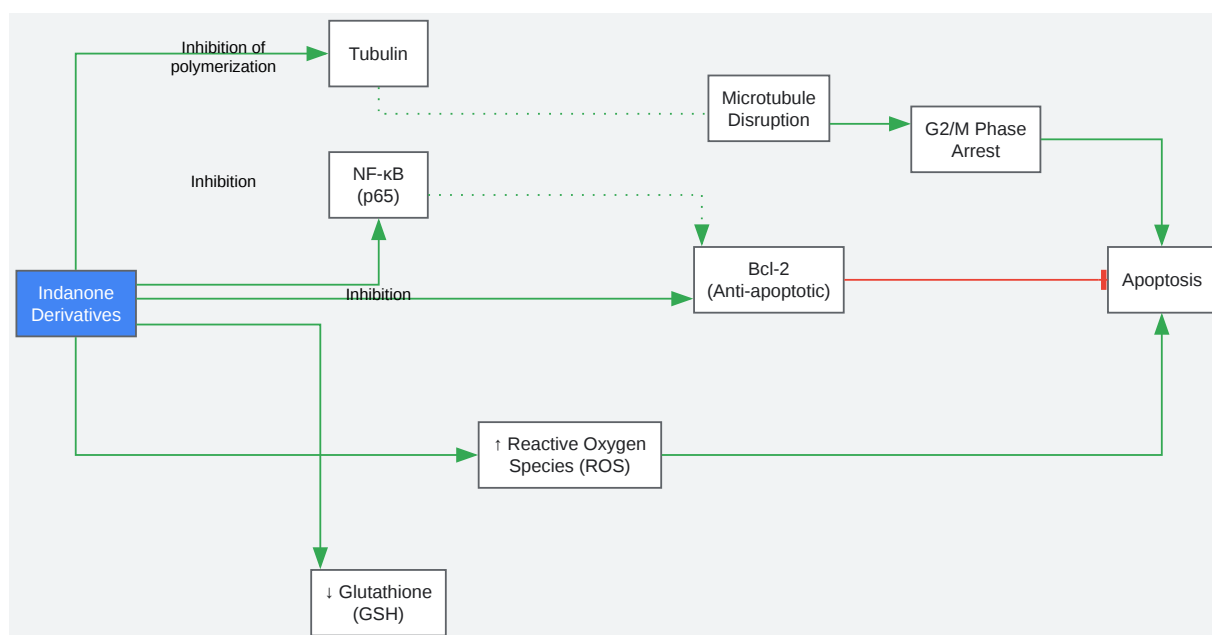 Inhibition of
polymerization
Tubulin
Microtubule
Disruption
G2/M Phase
Arrest
Inhibition
NF-κB
(p65)
Indanone
Derivatives
Inhibition
Bcl-2
(Anti-apoptotic)
Apoptosis
↑ Reactive Oxygen
Species (ROS)
↓ Glutathione
(GSH)